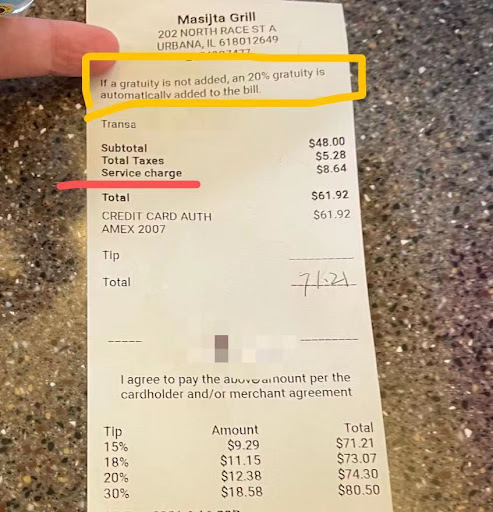 Masijta Grill
202 NORTH RACE ST A
URBANA, IL 618012649
If a gratuity is not added, an 20% gratuity is
automatically added to the bill.
Transa
Subtotal $48.00
Total Taxes $5.28
Service charge $8.64
Total $61.92
CREDIT CARD AUTH $61.92
AMEX 2007
Tip
Total 71.21
I agree to pay the above amount per the
cardholder and/or merchant agreement
Tip Amount Total
15% $9.29 $71.21
18% $11.15 $73.07
20% $12.38 $74.30
30% $18.58 $80.50